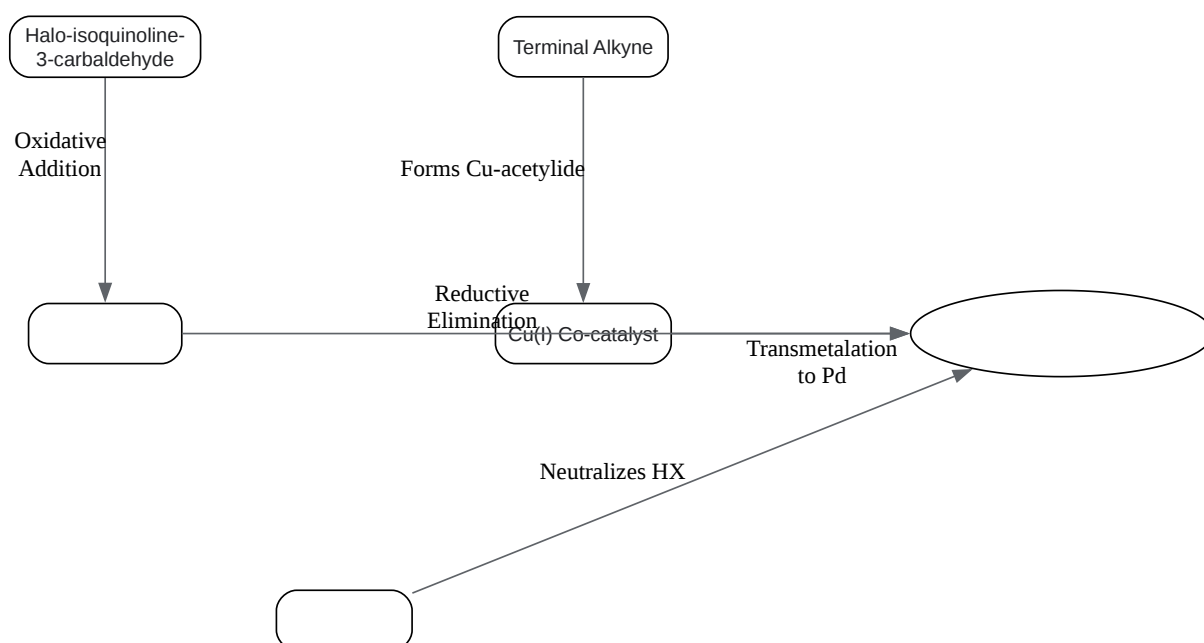 Halo-isoquinoline-
3-carbaldehyde
Terminal Alkyne
Oxidative
Addition
Forms Cu-acetylide
Reductive
Elimination
Cu(I) Co-catalyst
Transmetalation
to Pd
Neutralizes HX